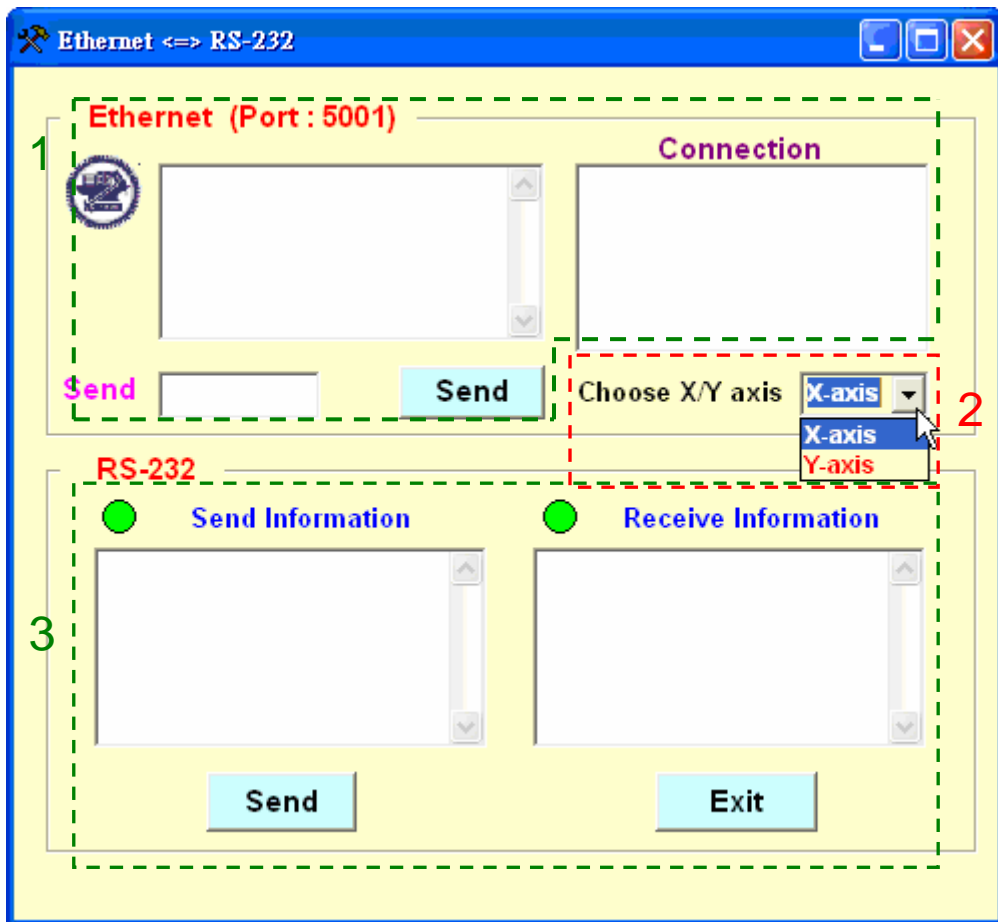 Ethernet <=> RS-232
Ethernet (Port : 5001)
1
Connection
Send
Send
Choose X/Y axis
X-axis
2
X-axis
Y-axis
RS-232
Send Information
Receive Information
3
Send
Exit